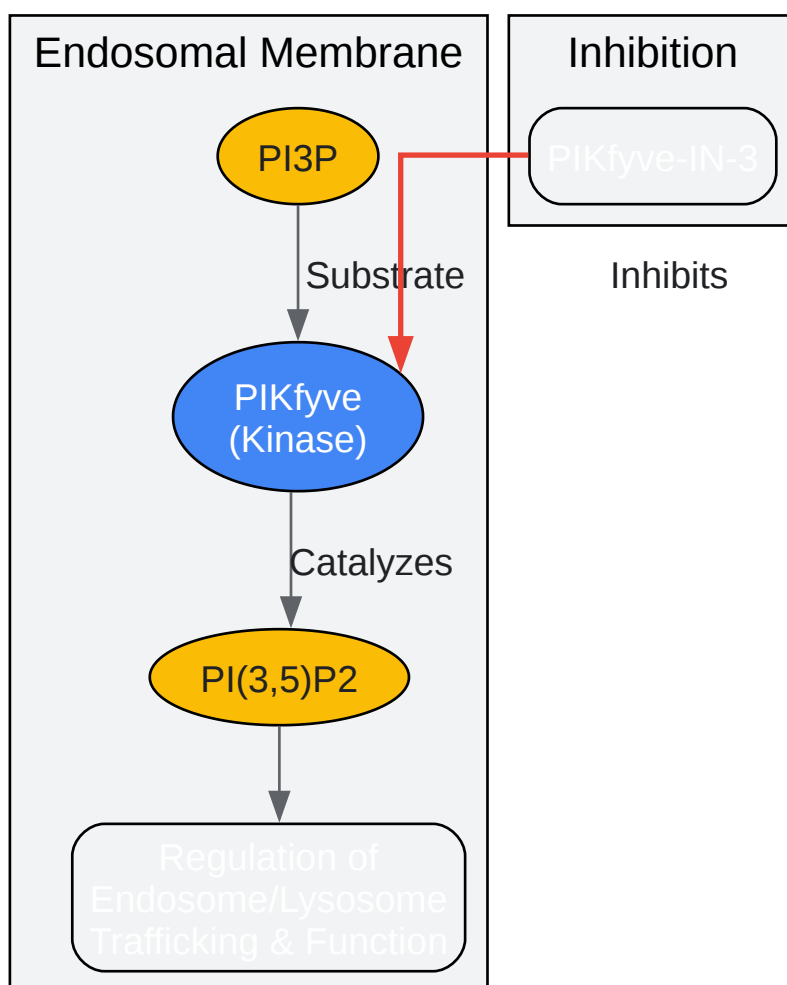 Endosomal Membrane
Inhibition
PI3P
PIKfyve-IN-3
Substrate
Inhibits
PIKfyve
(Kinase)
Catalyzes
PI(3,5)P2
Regulation of
Endosome/Lysosome
Trafficking & Function